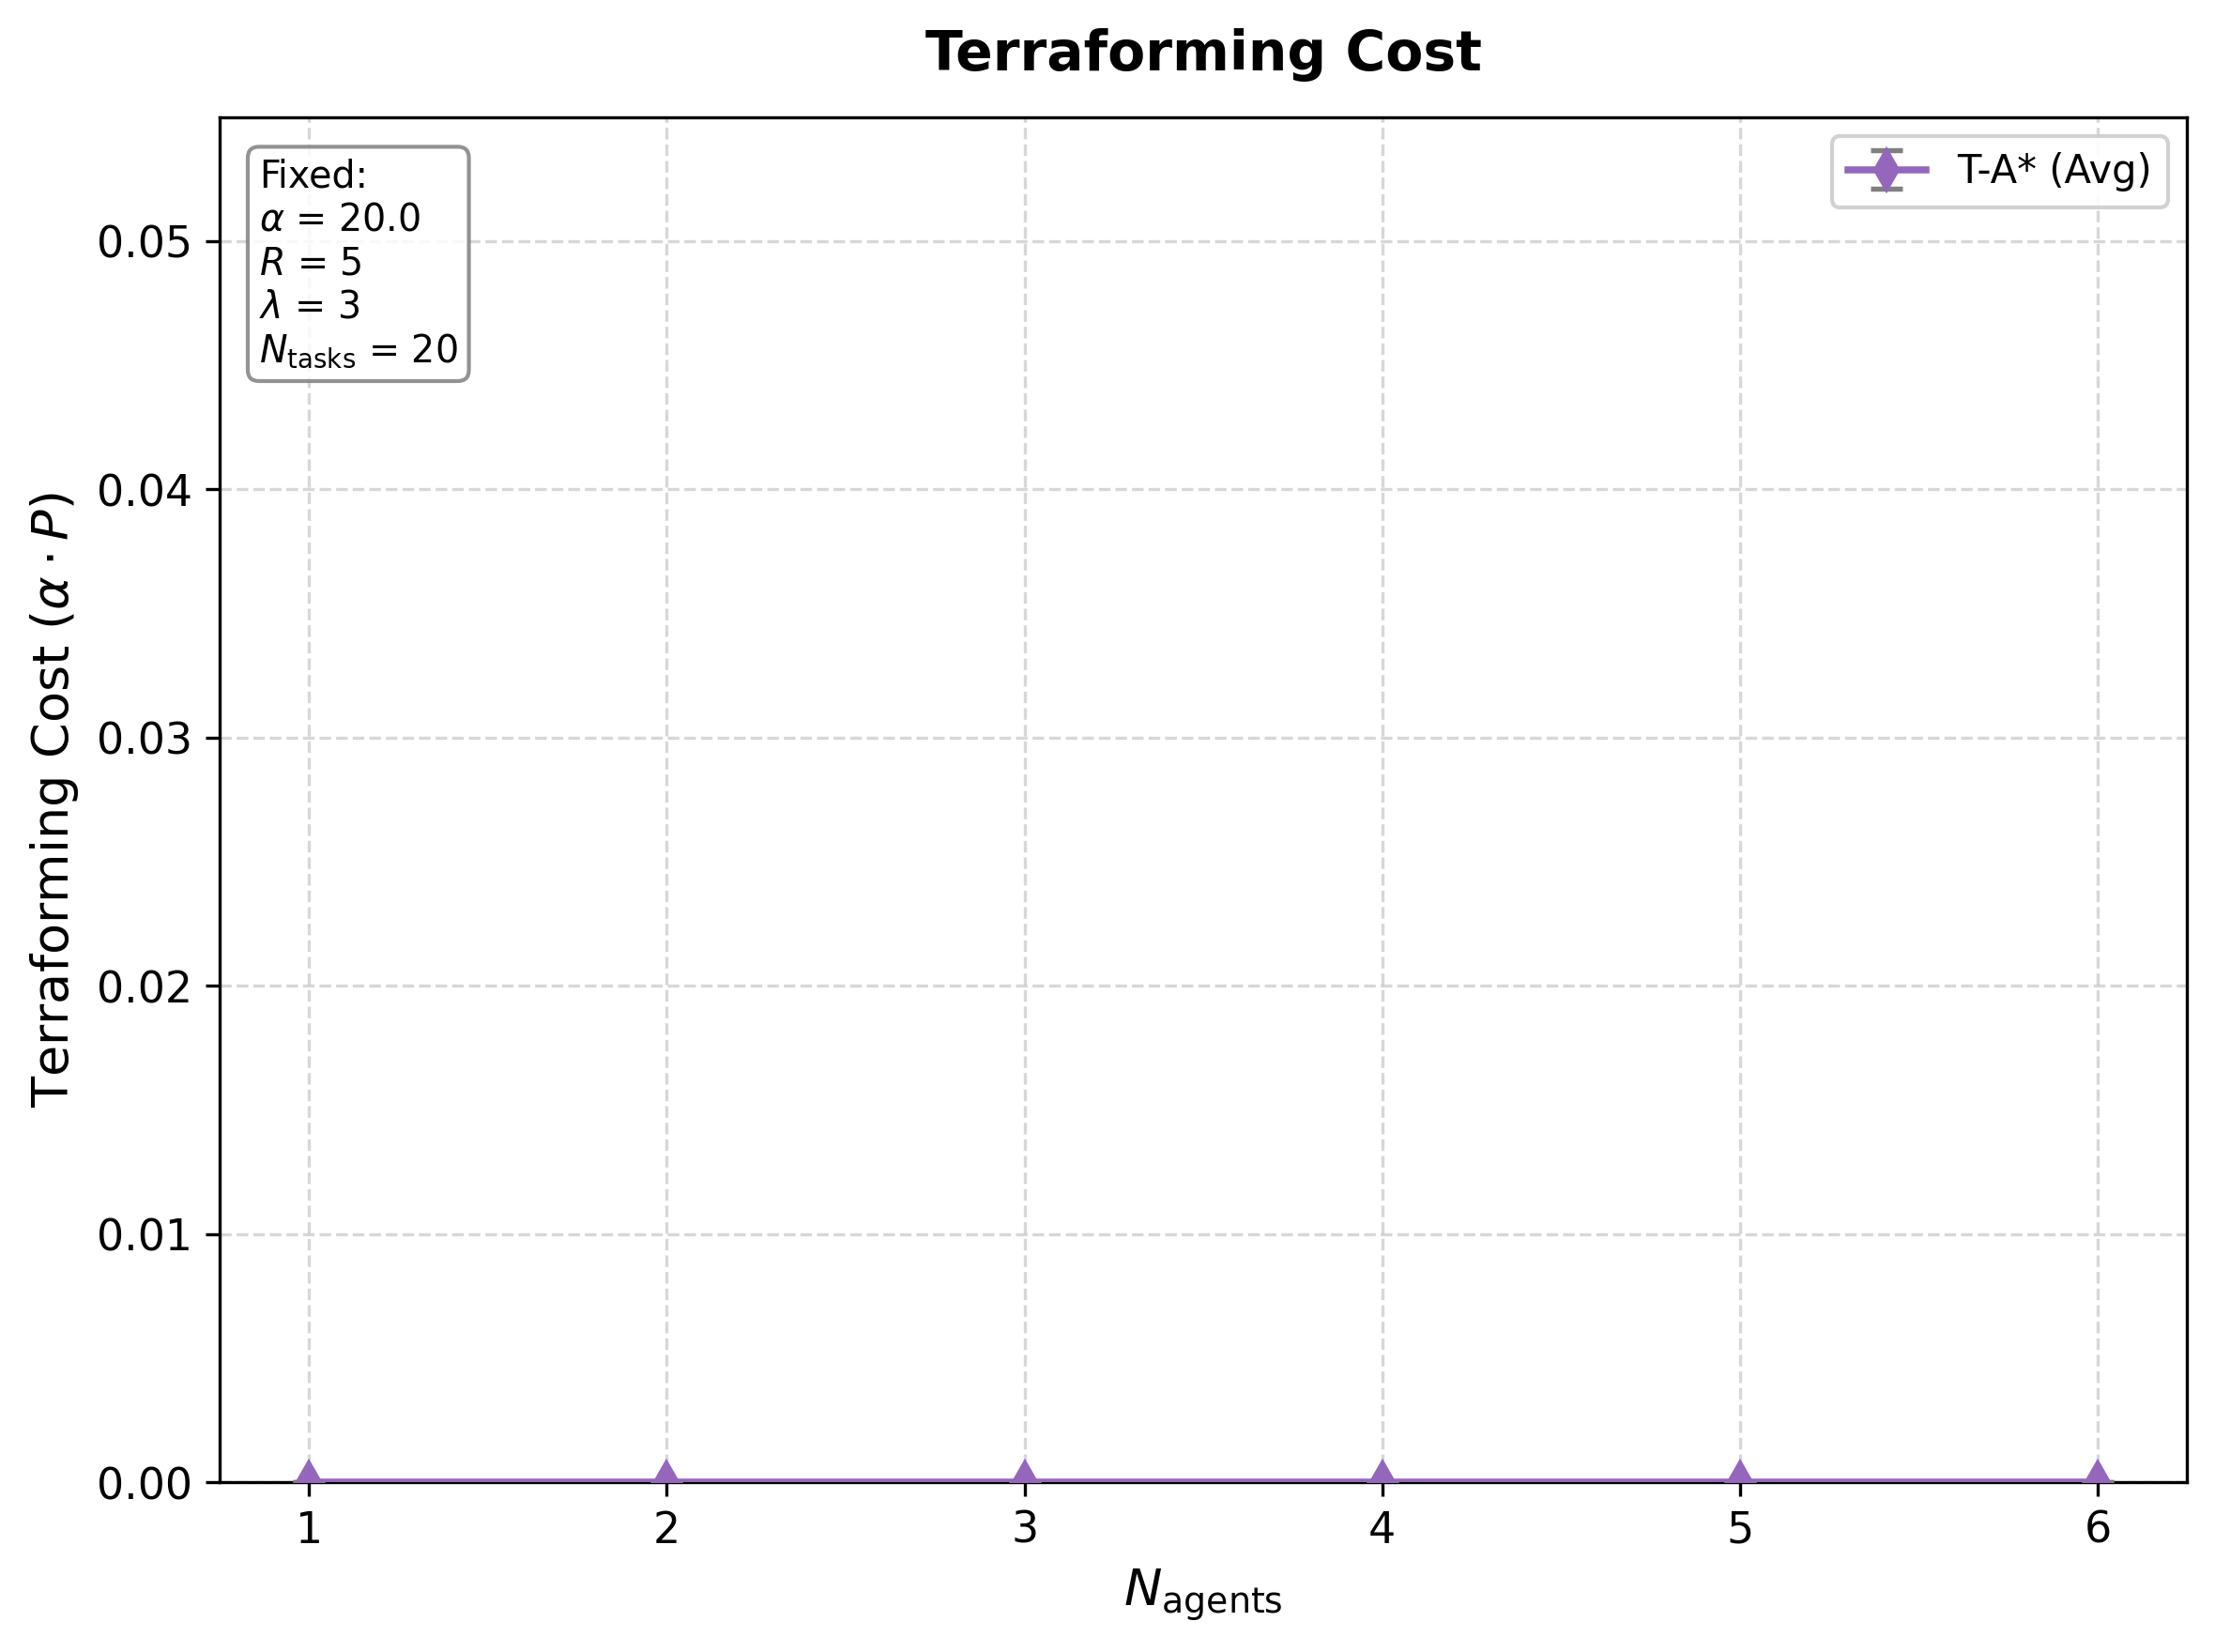 Terraforming Cost
Fixed:
α = 20.0
R = 5
λ = 3
N_tasks = 20
T-A* (Avg)
Terraforming Cost (α · P)
0.05
0.04
0.03
0.02
0.01
0.00
1 2 3 4 5 6
N_agents